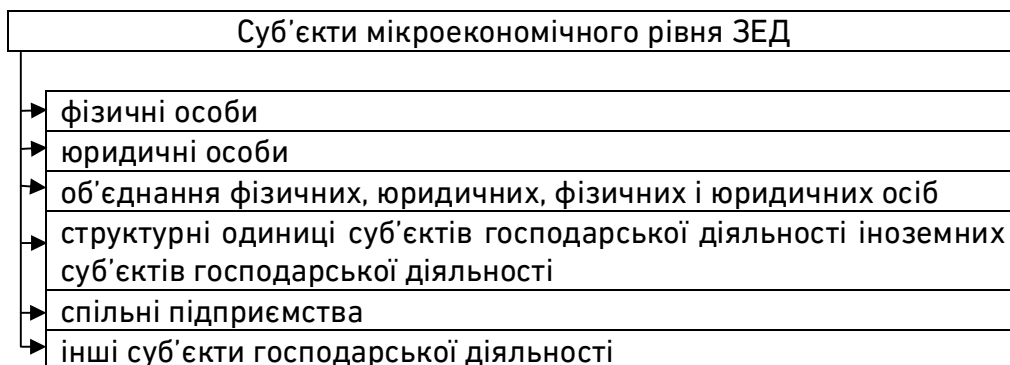 Суб’єкти мікроекономічного рівня ЗЕД
фізичні особи
юридичні особи
об’єднання фізичних, юридичних, фізичних і юридичних осіб
структурні одиниці суб’єктів господарської діяльності іноземних
суб’єктів господарської діяльності
спільні підприємства
інші суб’єкти господарської діяльності